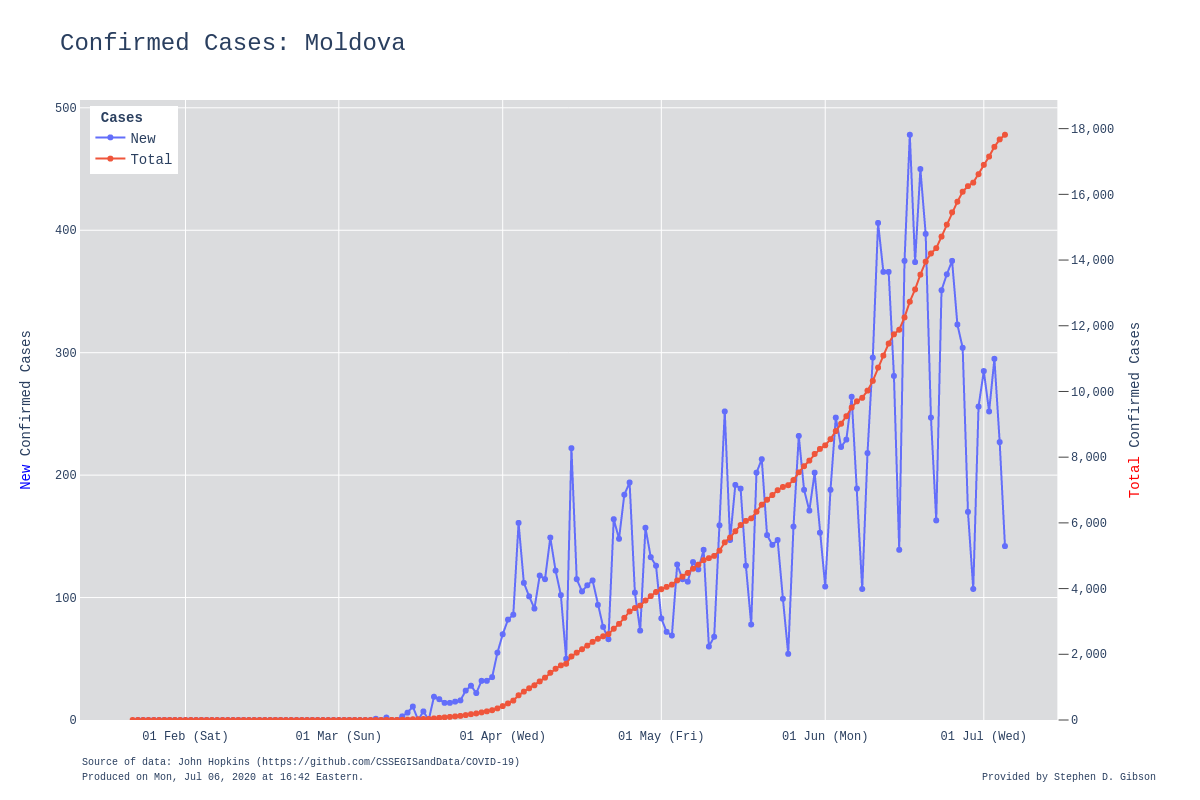 Confirmed Cases: Moldova
Cases
New
Total
500
400
300
200
100
0
18,000
16,000
14,000
12,000
10,000
8,000
6,000
4,000
2,000
0
New Confirmed Cases
Total Confirmed Cases
01 Feb (Sat)
01 Mar (Sun)
01 Apr (Wed)
01 May (Fri)
01 Jun (Mon)
01 Jul (Wed)
Source of data: John Hopkins (https://github.com/CSSEGISandData/COVID-19)
Produced on Mon, Jul 06, 2020 at 16:42 Eastern.
Provided by Stephen D. Gibson